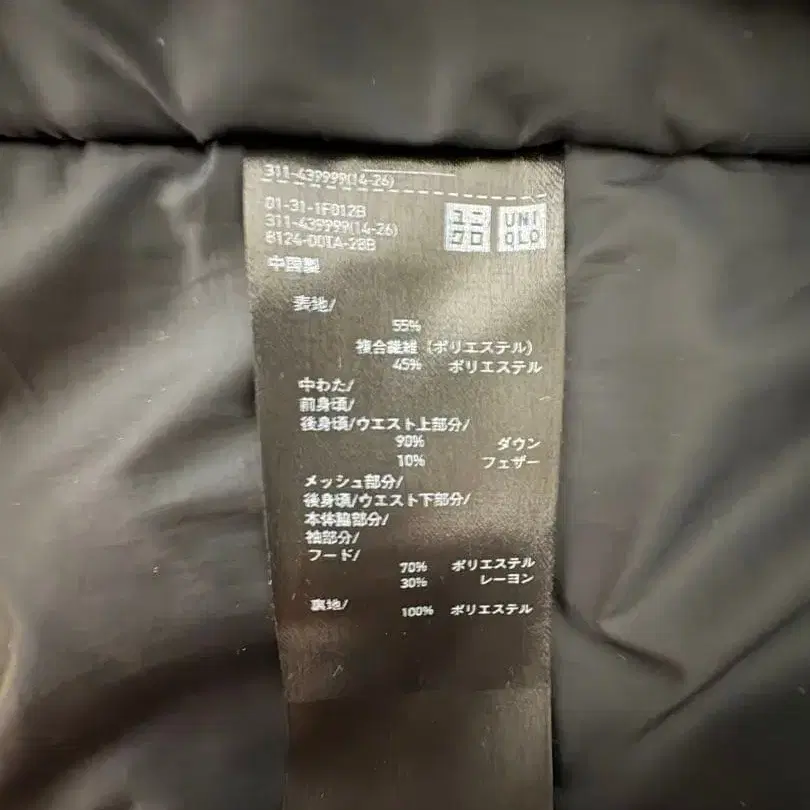 311-439999(14-26)
01-31-1F012B
311-439999(14-26)
8124-00TA-28B
ユニ
クロ
UNI
QLO
中国製
表地/
55%
複合繊維 (ポリエステル)
45% ポリエステル
中わた/
前身頃/
後身頃/ウエスト上部分/
90% ダウン
10% フェザー
メッシュ部分/
後身頃/ウエスト下部分/
本体脇部分/
袖部分/
フード/
70% ポリエステル
30% レーヨン
裏地/ 100% ポリエステル